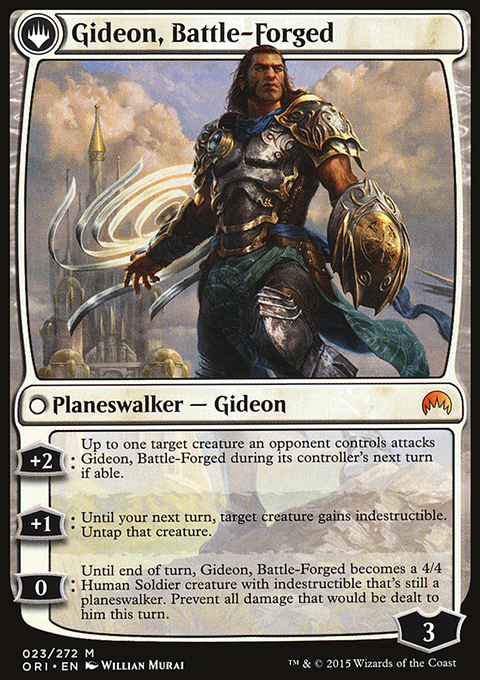 Gideon, Battle-Forged
Planeswalker — Gideon
+2
: Up to one target creature an opponent controls attacks
Gideon, Battle-Forged during its controller's next turn
if able.
+1
: Until your next turn, target creature gains indestructible.
Untap that creature.
0
: Until end of turn, Gideon, Battle-Forged becomes a 4/4
Human Soldier creature with indestructible that's still a
planeswalker. Prevent all damage that would be dealt to
him this turn.
3
023/272 M
ORI • EN Willian Murai
™ & © 2015 Wizards of the Coast